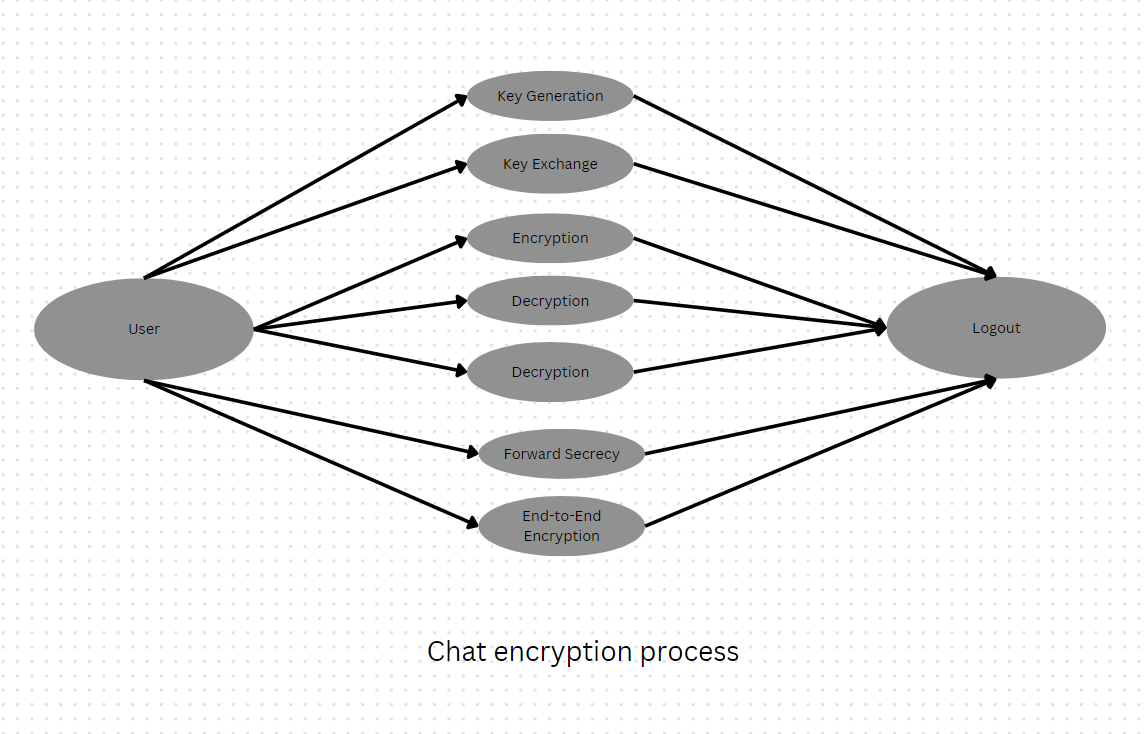 Key Generation
Key Exchange
Encryption
Decryption
User
Logout
Decryption
Forward Secrecy
End-to-End
Encryption
Chat encryption process